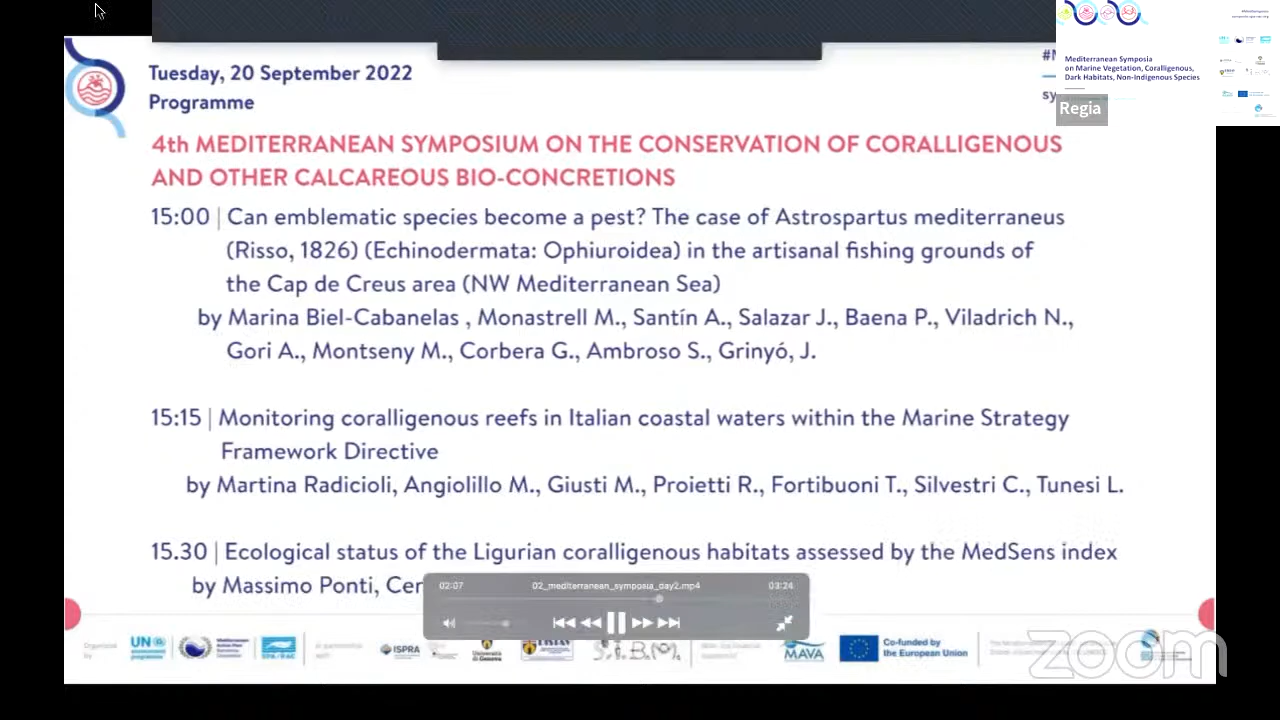 Tuesday, 20 September 2022
Programme
4th MEDITERRANEAN SYMPOSIUM ON THE CONSERVATION OF CORALLIGENOUS
AND OTHER CALCAREOUS BIO-CONCRETIONS
15:00 | Can emblematic species become a pest? The case of Astrospartus mediterraneus
(Risso, 1826) (Echinodermata: Ophiuroidea) in the artisanal fishing grounds of
the Cap de Creus area (NW Mediterranean Sea)
by Marina Biel-Cabanelas , Monastrell M., Santín A., Salazar J., Baena P., Viladrich N.,
Gori A., Montseny M., Corbera G., Ambroso S., Grinyó, J.
15:15 | Monitoring coralligenous reefs in Italian coastal waters within the Marine Strategy
Framework Directive
by Martina Radicioli, Angiolillo M., Giusti M., Proietti R., Fortibuoni T., Silvestri C., Tunesi L.
15.30 | Ecological status of the Ligurian coralligenous habitats assessed by the MedSens index
by Massimo Ponti, Cer
Mediterranean Symposia
on Marine Vegetation, Coralligenous,
Dark Habitats, Non-Indigenous Species
Regia
02:07 02_mediterranean_symposia_day2.mp4 03:24
ISPRA
MAVA
Co-funded by
the European Union
zoom